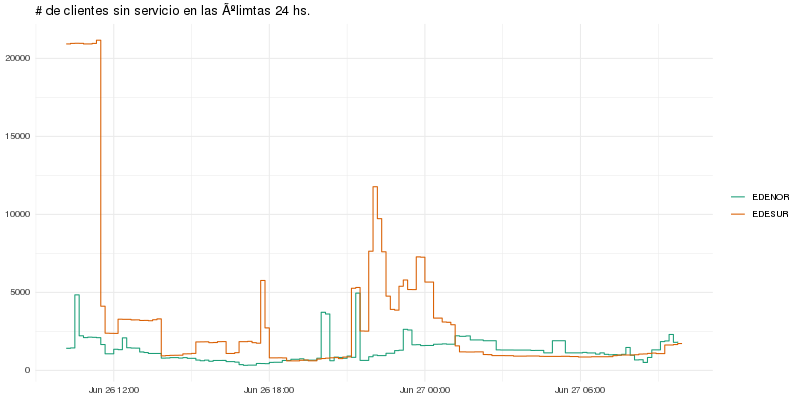 # de clientes sin servicio en las Ãºlimtas 24 hs.
20000
15000
10000
5000
0
Jun 26 12:00
Jun 26 18:00
Jun 27 00:00
Jun 27 06:00
EDENOR
EDESUR